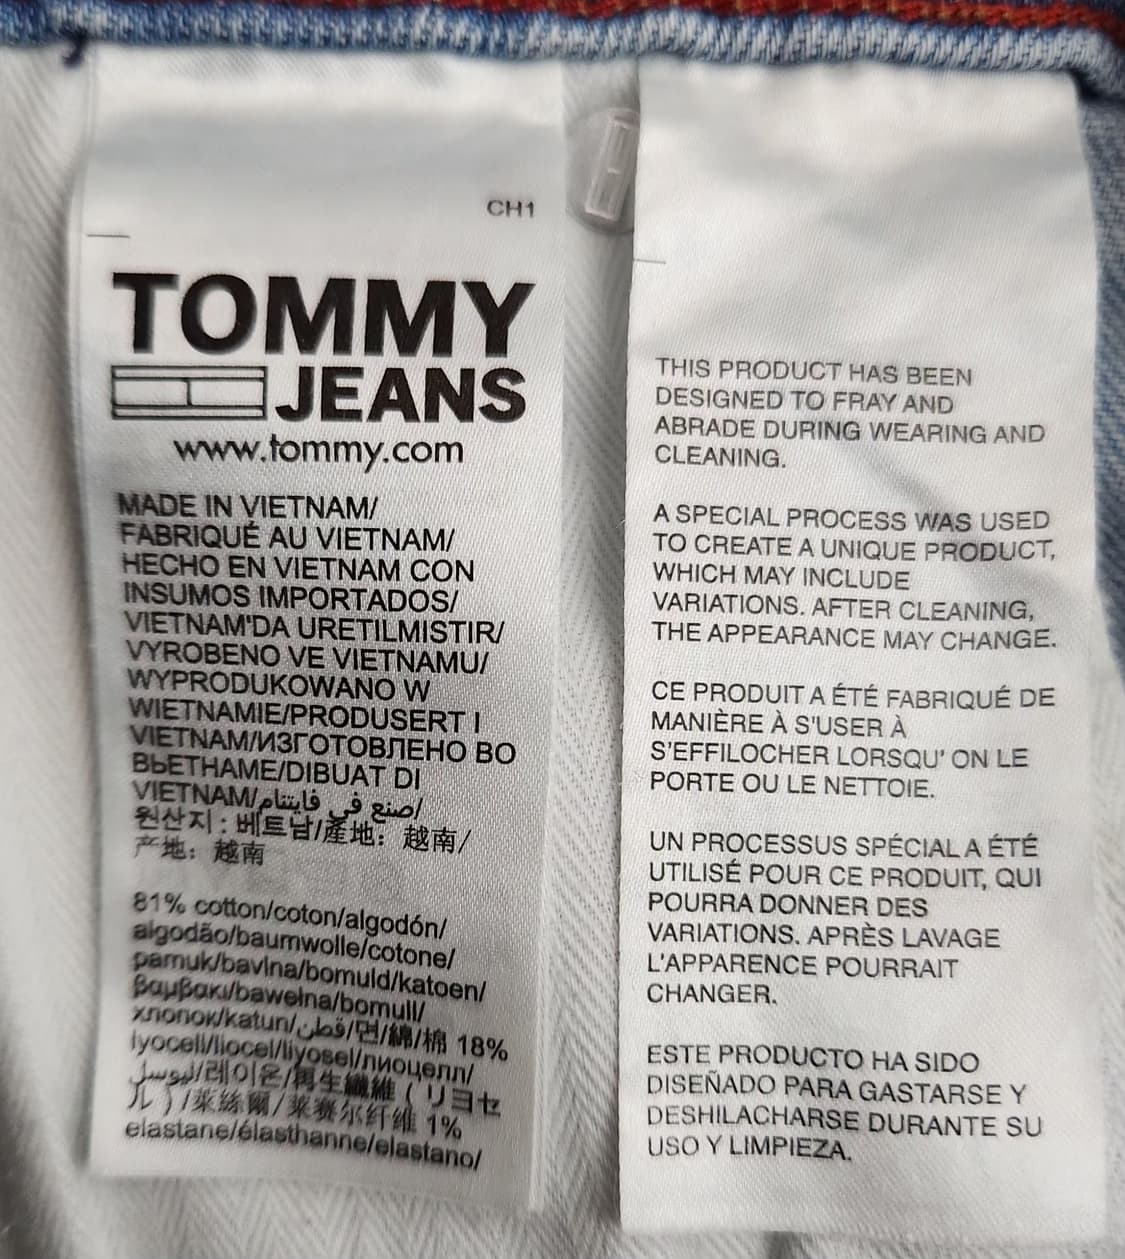 CH1
TOMMY
JEANS
www.tommy.com
MADE IN VIETNAM/
FABRIQUÉ AU VIETNAM/
HECHO EN VIETNAM CON
INSUMOS IMPORTADOS/
VIETNAM'DA URETILMISTIR/
VYROBENO VE VIETNAMU/
WYPRODUKOWANO W
WIETNAMIE/PRODUSERT I
VIETNAM/ИЗГОТОВЛЕНО ВО
ВЬЕТНАМЕ/DIBUAT DI
VIETNAM/صنع في فايتنام/
원산지 : 베트남/產地：越南/
产地：越南
81% cotton/coton/algodón/
algodão/baumwolle/cotone/
pamuk/bavlna/bomuld/katoen/
βαμβακι/bawełna/bomull/
хлопок/katun/قطن/면/綿/棉 18%
lyocell/liocel/liyosel/лиоцелл/
ليوسل/레이온/再生繊維 ( リヨセ
ル )/萊絲爾/莱赛尔纤维 1%
elastane/élasthanne/elastano/
THIS PRODUCT HAS BEEN
DESIGNED TO FRAY AND
ABRADE DURING WEARING AND
CLEANING.
A SPECIAL PROCESS WAS USED
TO CREATE A UNIQUE PRODUCT,
WHICH MAY INCLUDE
VARIATIONS. AFTER CLEANING,
THE APPEARANCE MAY CHANGE.
CE PRODUIT A ÉTÉ FABRIQUÉ DE
MANIÈRE À S'USER À
S'EFFILOCHER LORSQU' ON LE
PORTE OU LE NETTOIE.
UN PROCESSUS SPÉCIAL A ÉTÉ
UTILISÉ POUR CE PRODUIT, QUI
POURRA DONNER DES
VARIATIONS. APRÈS LAVAGE
L'APPARENCE POURRAIT
CHANGER.
ESTE PRODUCTO HA SIDO
DISEÑADO PARA GASTARSE Y
DESHILACHARSE DURANTE SU
USO Y LIMPIEZA.